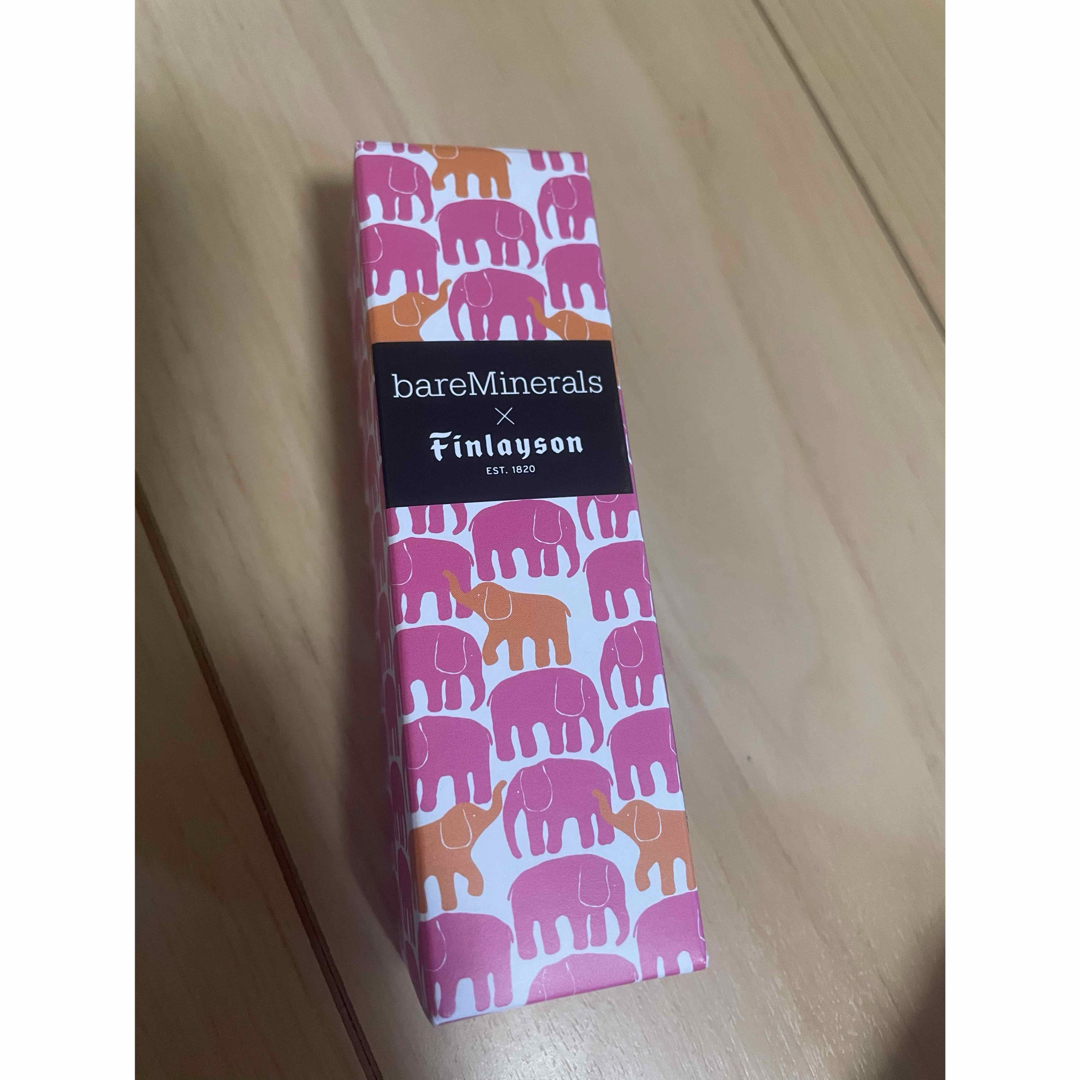 bareMinerals
×
Finlayson
EST. 1820